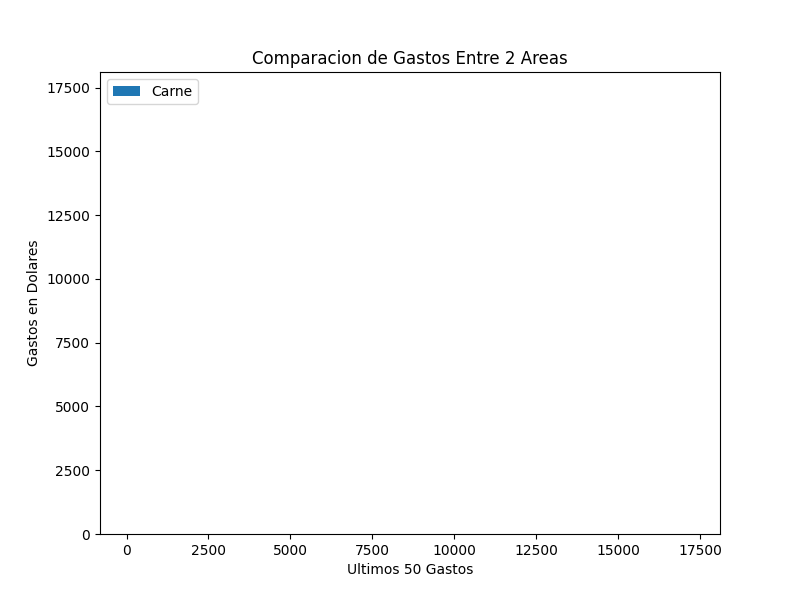 Comparacion de Gastos Entre 2 Areas
Carne
17500
15000
12500
10000
7500
5000
2500
0
Gastos en Dolares
0 2500 5000 7500 10000 12500 15000 17500
Ultimos 50 Gastos